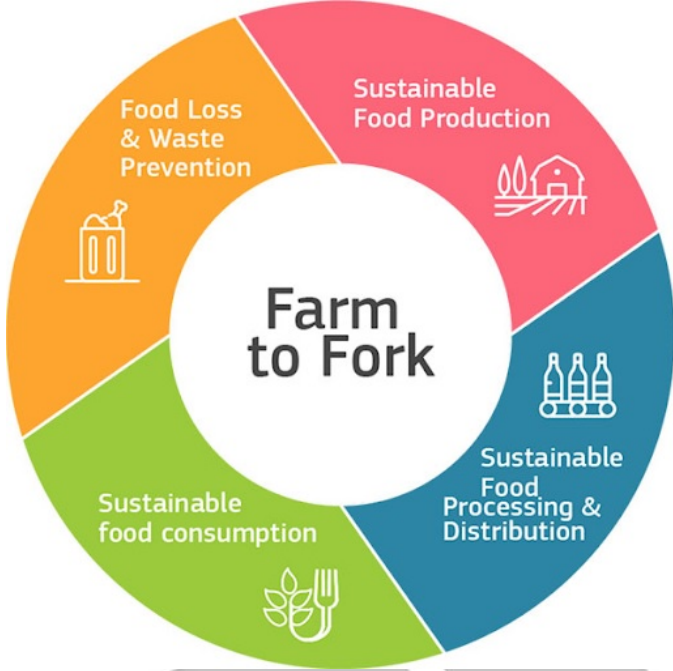 Farm
to Fork
Sustainable
Food Production
Sustainable
Food
Processing &
Distribution
Sustainable
food consumption
Food Loss
& Waste
Prevention